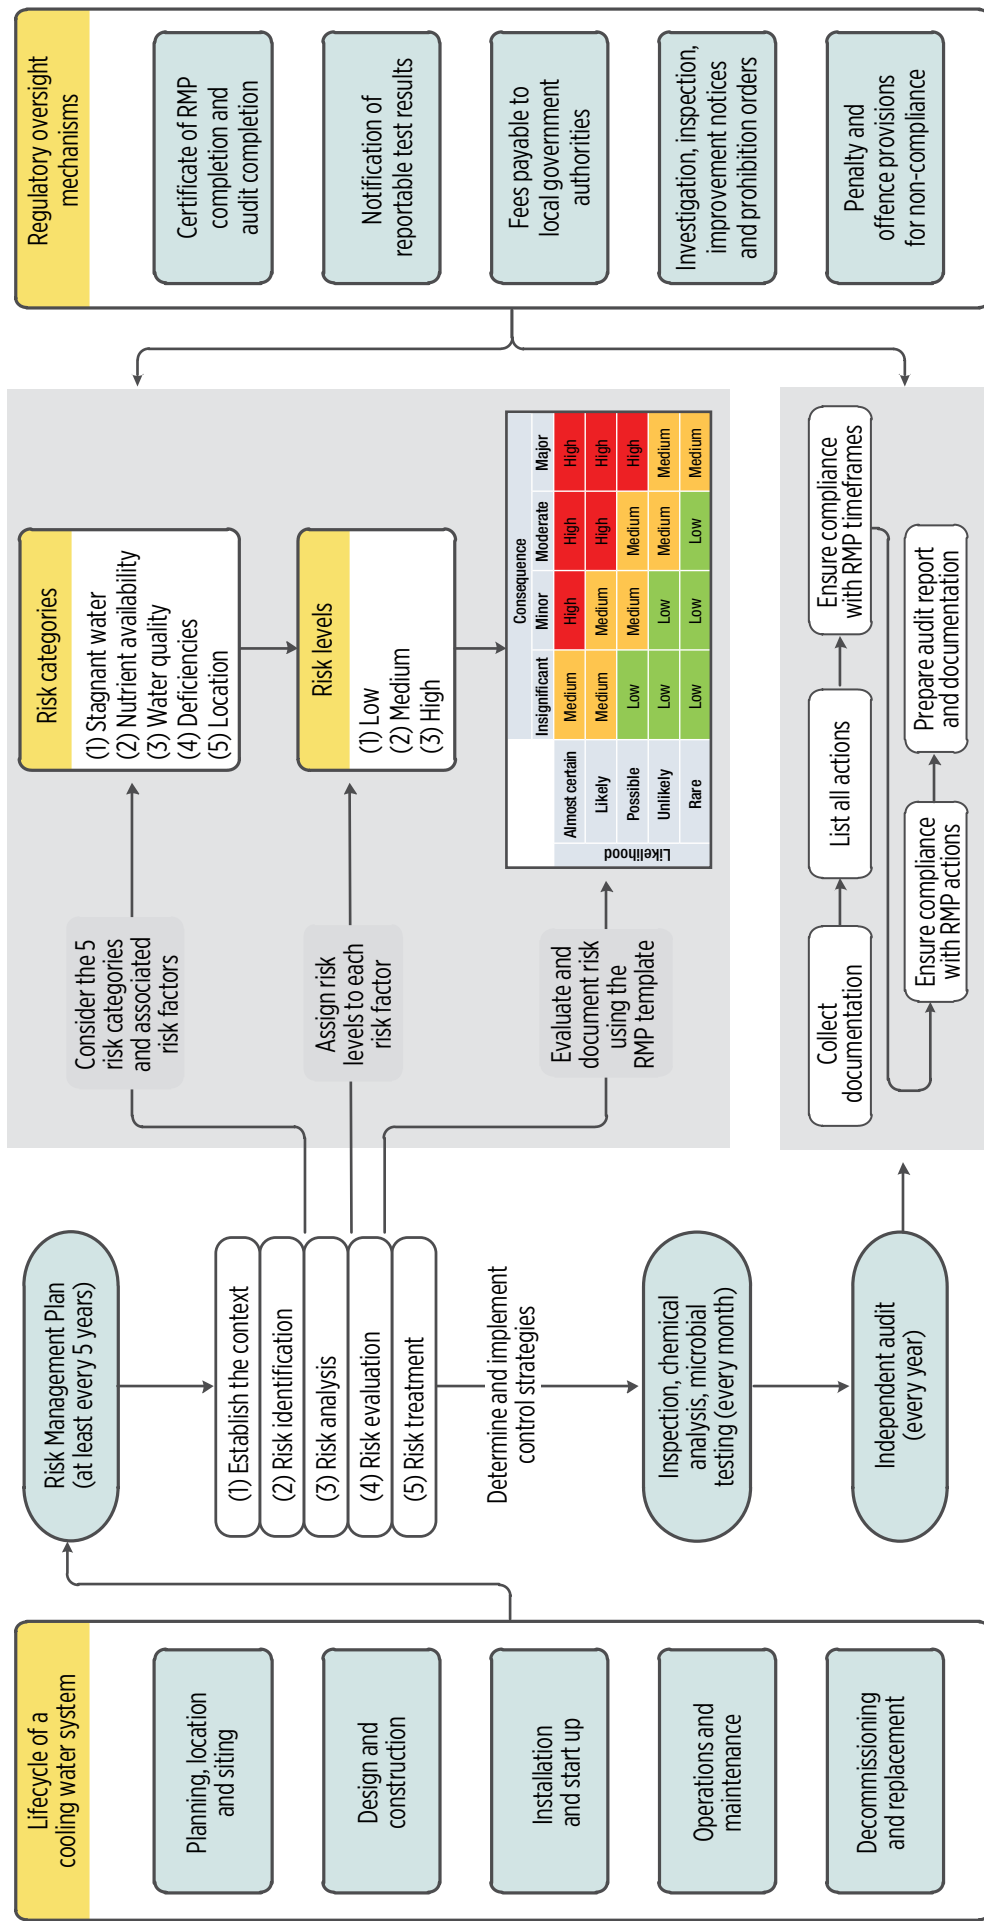 Lifecycle of a
cooling water system
Planning, location
and siting
Design and
construction
Installation
and start up
Operations and
maintenance
Decommissioning
and replacement
Risk Management Plan
(at least every 5 years)
(1) Establish the context
(2) Risk identification
(3) Risk analysis
(4) Risk evaluation
(5) Risk treatment
Determine and implement
control strategies
Inspection, chemical
analysis, microbial
testing (every month)
Independent audit
(every year)
Consider the 5
risk categories
and associated
risk factors
Assign risk
levels to each
risk factor
Evaluate and
document risk
using the
RMP template
Risk categories
(1) Stagnant water
(2) Nutrient availability
(3) Water quality
(4) Deficiencies
(5) Location
Risk levels
(1) Low
(2) Medium
(3) High
Consequence
Insignificant Minor Moderate Major
Likelihood
Almost certain Medium High High High
Likely Medium Medium High High
Possible Low Medium Medium High
Unlikely Low Low Medium Medium
Rare Low Low Low Medium
Collect
documentation
List all actions
Ensure compliance
with RMP timeframes
Ensure compliance
with RMP actions
Prepare audit report
and documentation
Regulatory oversight
mechanisms
Certificate of RMP
completion and
audit completion
Notification of
reportable test results
Fees payable to
local government
authorities
Investigation, inspection,
improvement notices
and prohibition orders
Penalty and
offence provisions
for non-compliance